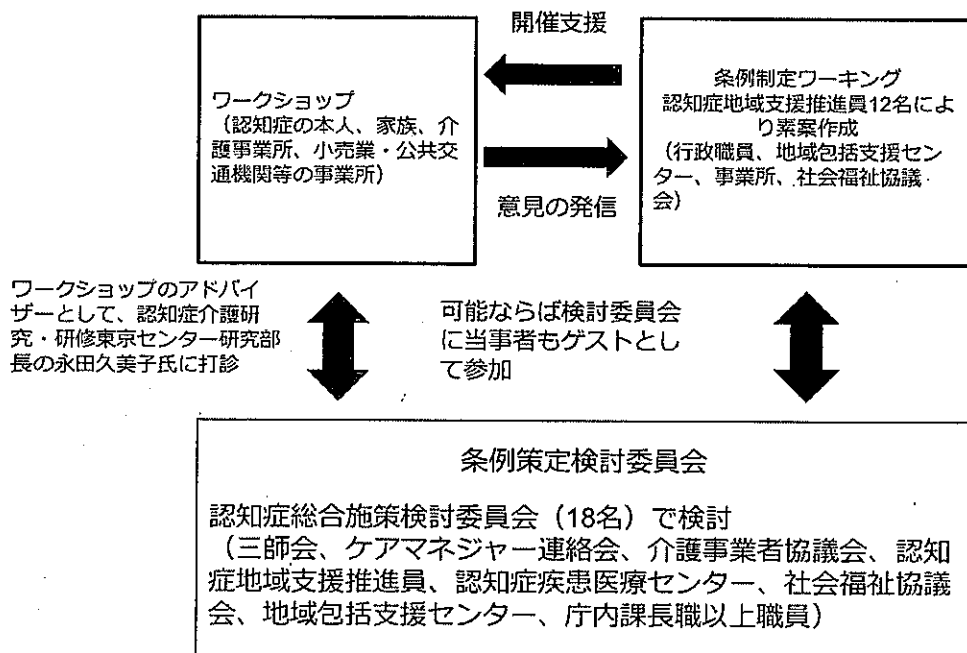 開催支援
ワークショップ
(認知症の本人、家族、介
護事業所、小売業・公共交
通機関等の事業所)
条例制定ワーキング
認知症地域支援推進員12名によ
り素案作成
(行政職員、地域包括支援セン
ター、事業所、社会福祉協議
会)
意見の発信
ワークショップのアドバイ
ザーとして、認知症介護研
究・研修東京センター研究部
長の永田久美子氏に打診
可能ならば検討委員会
に当事者もゲストとし
て参加
条例策定検討委員会
認知症総合施策検討委員会(18名)で検討
(三師会、ケアマネジャー連絡会、介護事業者協議会、認知
症地域支援推進員、認知症疾患医療センター、社会福祉協議
会、地域包括支援センター、庁内課長職以上職員)